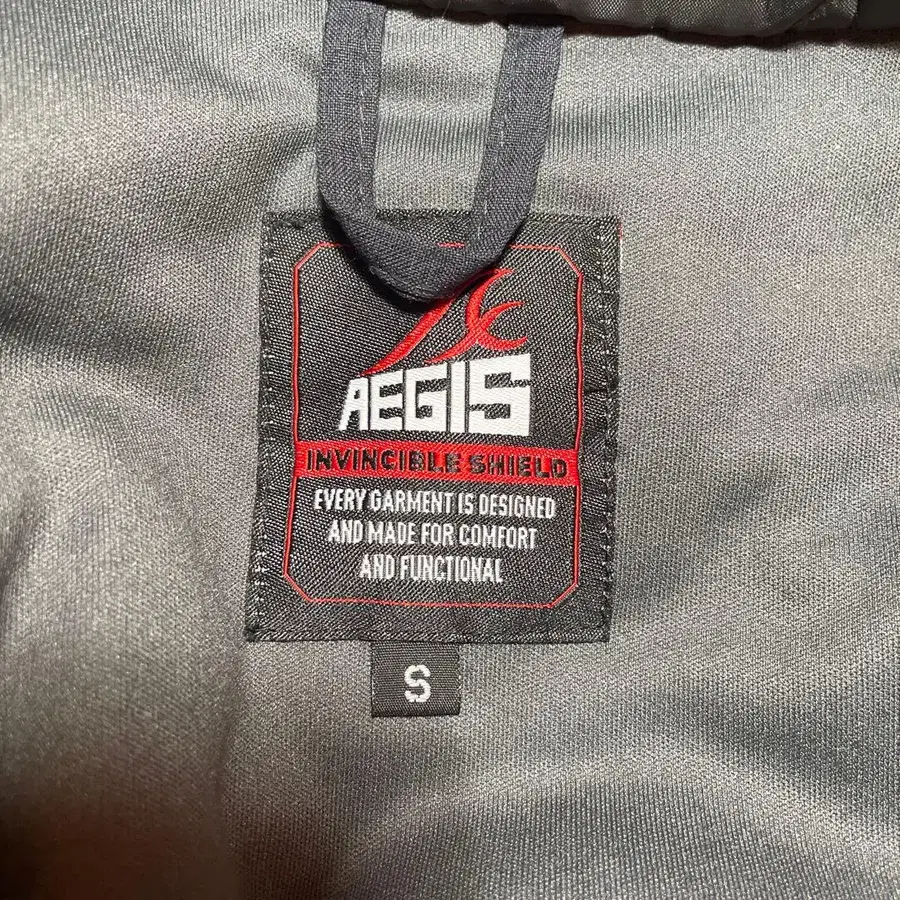 AEGIS
INVINCIBLE SHIELD
EVERY GARMENT IS DESIGNED
AND MADE FOR COMFORT
AND FUNCTIONAL
S